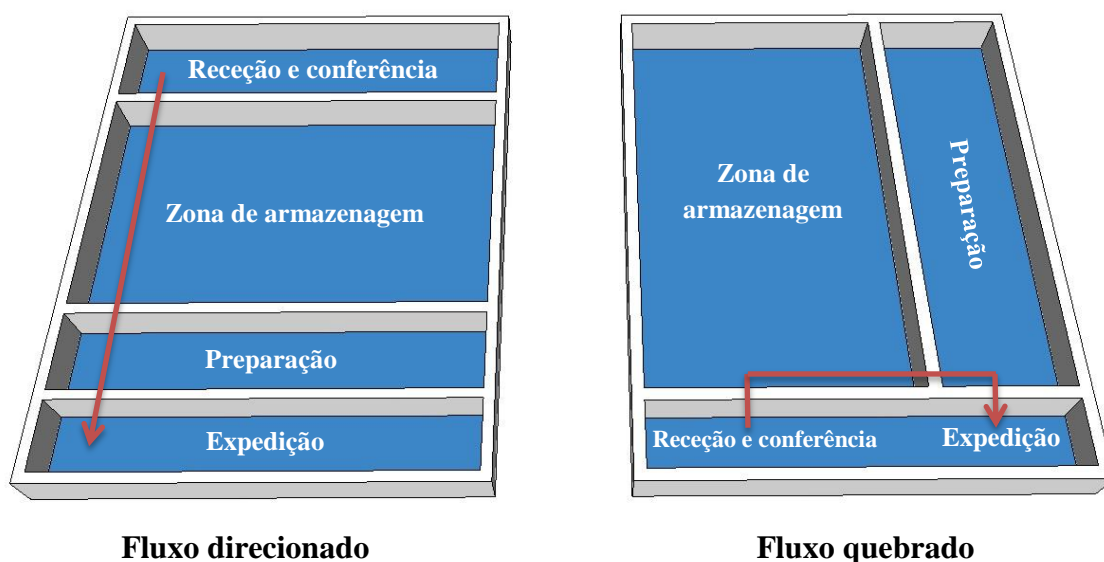 Receção e conferência
Zona de armazenagem
Preparação
Expedição
Fluxo direcionado
Zona de
armazenagem
Preparação
Receção e conferência
Expedição
Fluxo quebrado